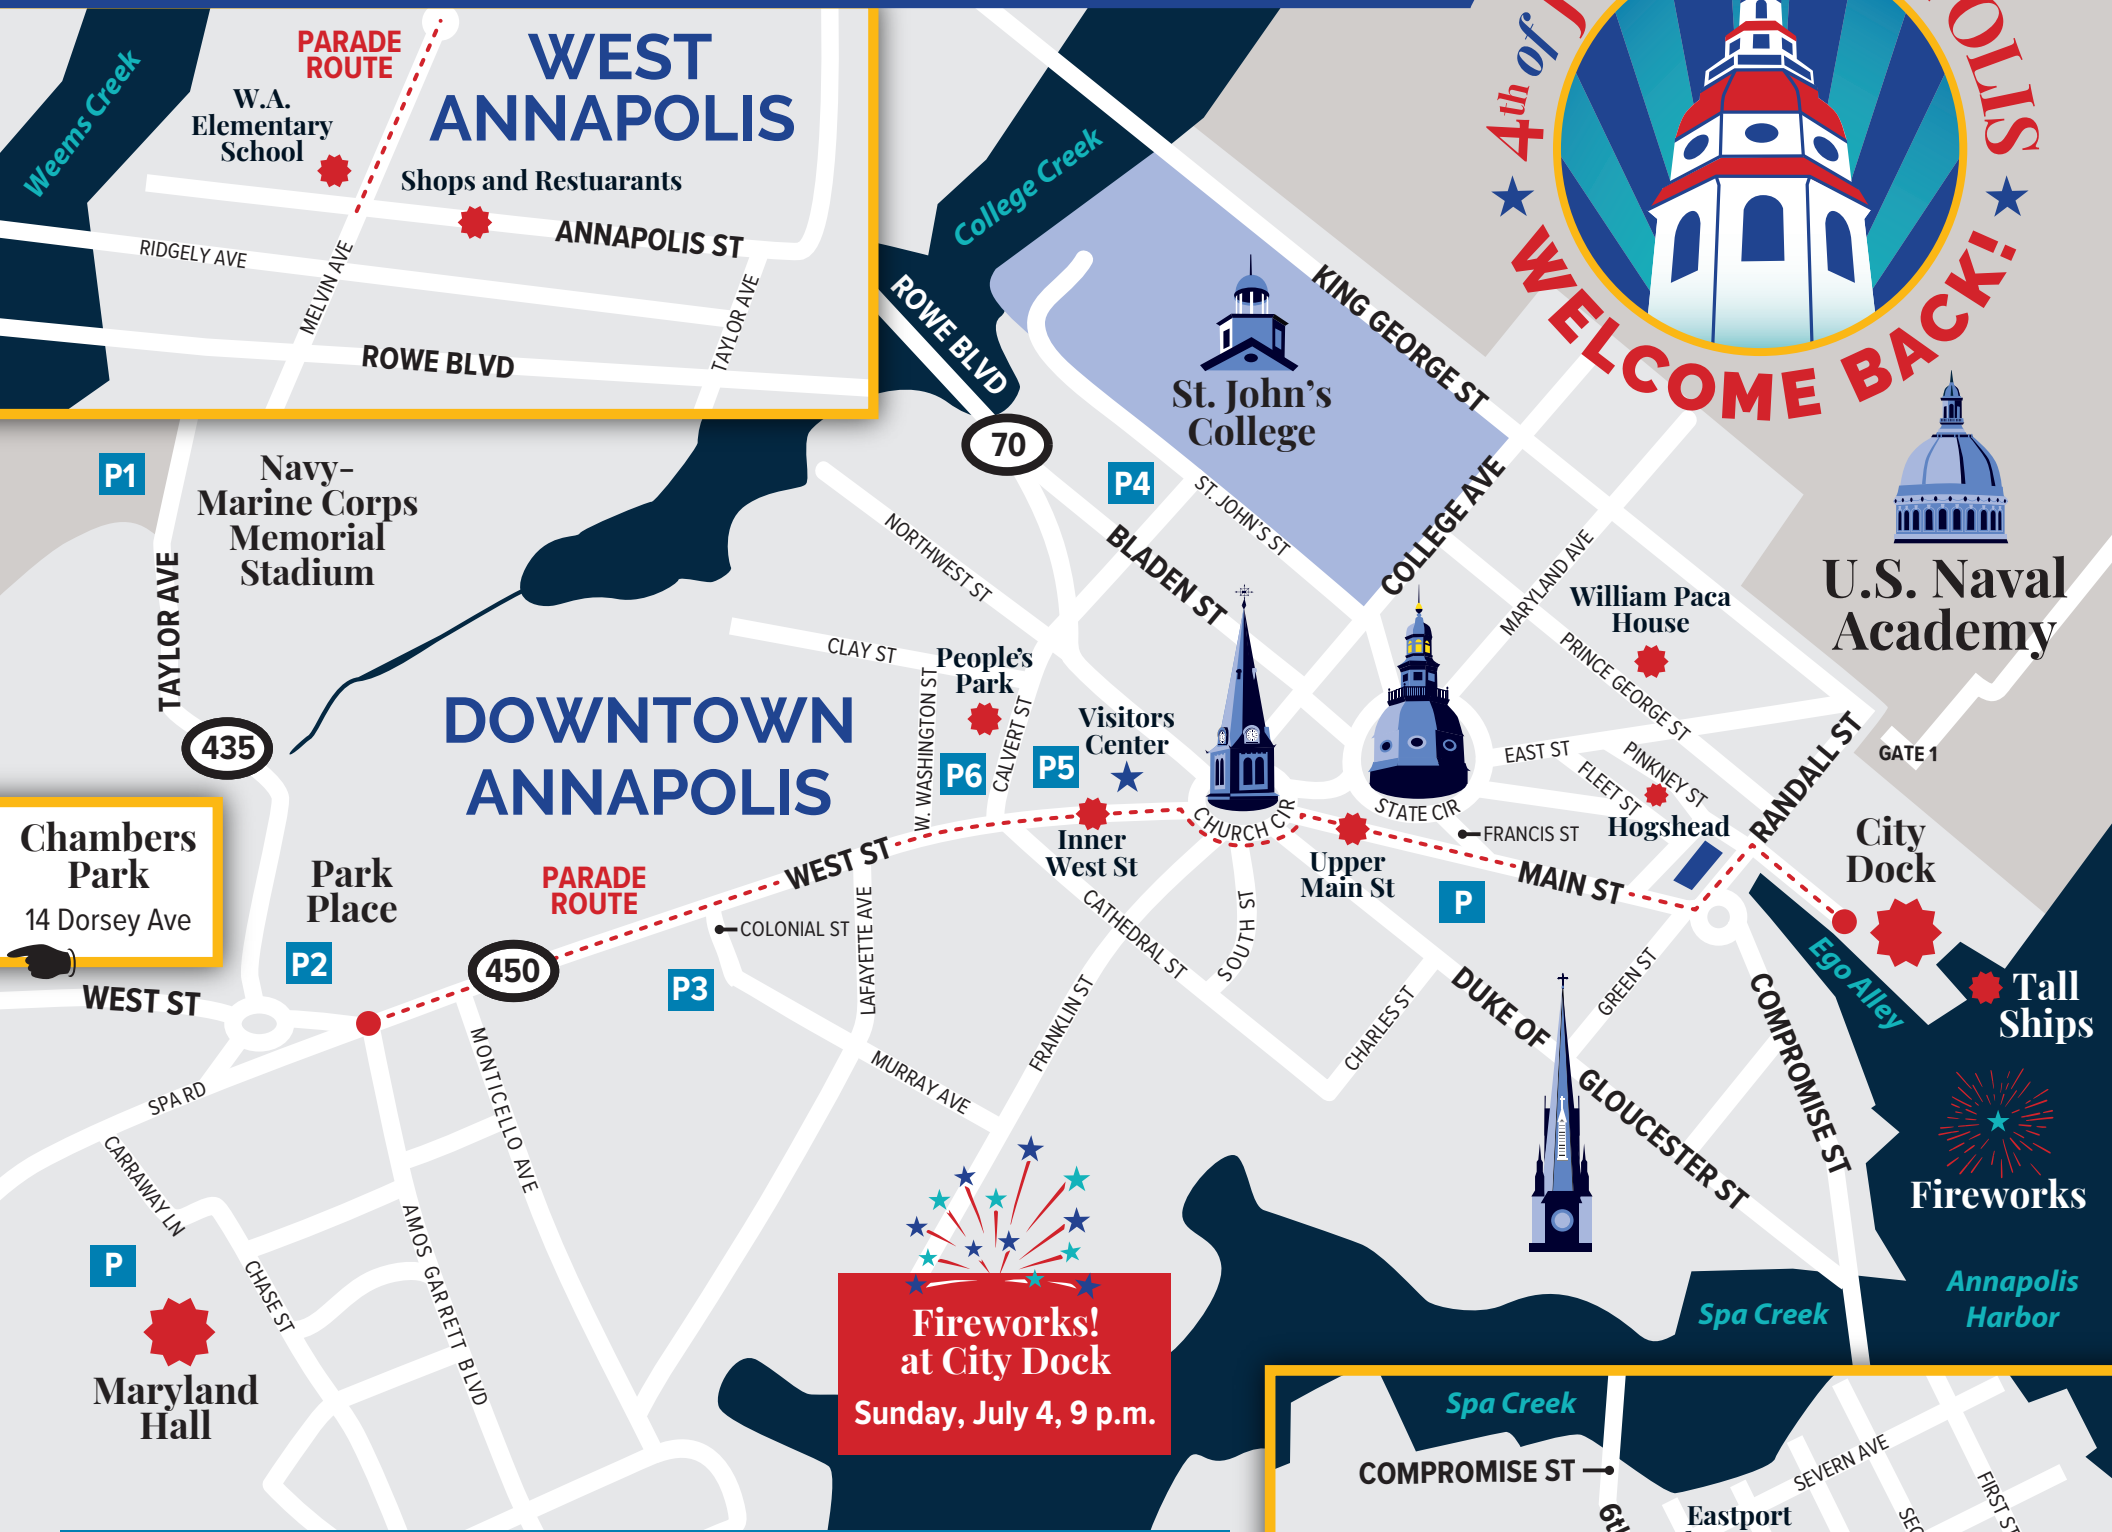 PARADE
ROUTE
WEST
ANNAPOLIS
W.A.
Elementary
School
Weems Creek
Shops and Restuarants
ANNAPOLIS ST
RIDGELY AVE
MELVIN AVE
TAYLOR AVE
ROWE BLVD
4th of J
OLIS
WELCOME BACK!
College Creek
ROWE BLVD
KING GEORGE ST
St. John's
College
70
P1
Navy-
Marine Corps
Memorial
Stadium
P4
ST. JOHN'S ST
COLLEGE AVE
NORTHWEST ST
BLADEN ST
MARYLAND AVE
William Paca
House
U.S. Naval
Academy
TAYLOR AVE
CLAY ST
People's
Park
PRINCE GEORGE ST
W. WASHINGTON ST
CALVERT ST
Visitors
Center
DOWNTOWN
ANNAPOLIS
435
P6
P5
EAST ST
PINKNEY ST
FLEET ST
RANDALL ST
GATE 1
CHURCH CIR
STATE CIR
FRANCIS ST
Hogshead
City
Dock
Chambers
Park
14 Dorsey Ave
Inner
West St
Upper
Main St
WEST ST
Park
Place
PARADE
ROUTE
MAIN ST
P
COLONIAL ST
LAFAYETTE AVE
CATHEDRAL ST
SOUTH ST
P2
450
P3
WEST ST
Ego Alley
Tall
Ships
DUKE OF
GLOUCESTER ST
GREEN ST
COMPROMISE ST
FRANKLIN ST
CHARLES ST
MURRAY AVE
MONTICELLO AVE
SPA RD
CARRAWAY LN
AMOS GARRETT BLVD
CHASE ST
P
Maryland
Hall
Fireworks
Fireworks!
at City Dock
Sunday, July 4, 9 p.m.
Spa Creek
Annapolis
Harbor
Spa Creek
COMPROMISE ST
6th
SEVERN AVE
FIRST ST
Eastport